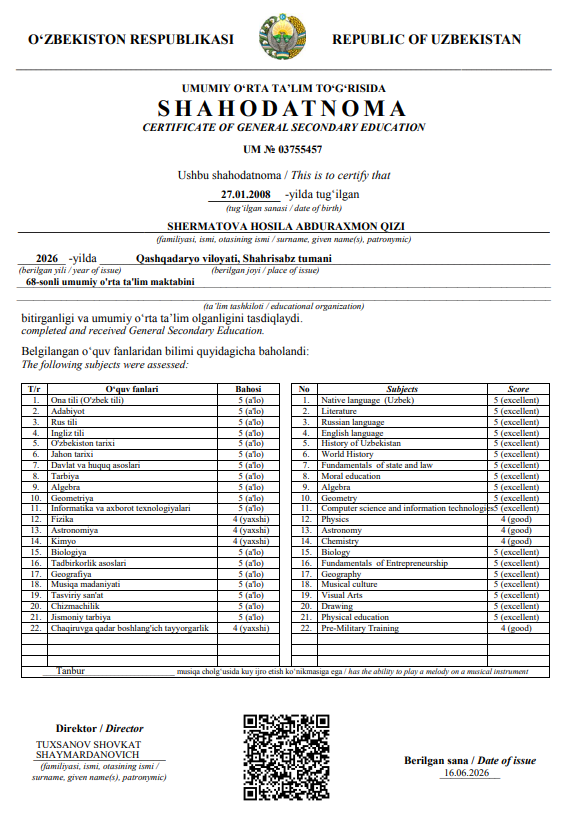 O‘ZBEKISTON RESPUBLIKASI REPUBLIC OF UZBEKISTAN
UMUMIY O‘RTA TA’LIM TO‘G‘RISIDA
SHAHODATNOMA
CERTIFICATE OF GENERAL SECONDARY EDUCATION
UM № 03755457
Ushbu shahodatnoma / This is to certify that
27.01.2008 -yilda tug‘ilgan
(tug‘ilgan sanasi / date of birth)
SHERMATOVA HOSILA ABDURAXMON QIZI
(familiyasi, ismi, otasining ismi / surname, given name(s), patronymic)
2026 -yilda Qashqadaryo viloyati, Shahrisabz tumani
(berilgan yili / year of issue) (berilgan joyi / place of issue)
68-sonli umumiy o'rta ta'lim maktabini
(ta’lim tashkiloti / educational organization)
bitirganligi va umumiy o‘rta ta’lim olganligini tasdiqlaydi.
completed and received General Secondary Education.
Belgilangan o‘quv fanlaridan bilimi quyidagicha baholandi:
The following subjects were assessed:
T/r O‘quv fanlari Bahosi No Subjects Score
1. Ona tili (O'zbek tili) 5 (a'lo) 1. Native language (Uzbek) 5 (excellent)
2. Adabiyot 5 (a'lo) 2. Literature 5 (excellent)
3. Rus tili 5 (a'lo) 3. Russian language 5 (excellent)
4. Ingliz tili 5 (a'lo) 4. English language 5 (excellent)
5. O'zbekiston tarixi 5 (a'lo) 5. History of Uzbekistan 5 (excellent)
6. Jahon tarixi 5 (a'lo) 6. World History 5 (excellent)
7. Davlat va huquq asoslari 5 (a'lo) 7. Fundamentals of state and law 5 (excellent)
8. Tarbiya 5 (a'lo) 8. Moral education 5 (excellent)
9. Algebra 5 (a'lo) 9. Algebra 5 (excellent)
10. Geometriya 5 (a'lo) 10. Geometry 5 (excellent)
11. Informatika va axborot texnologiyalari 5 (a'lo) 11. Computer science and information technologies 5 (excellent)
12. Fizika 4 (yaxshi) 12. Physics 4 (good)
13. Astronomiya 4 (yaxshi) 13. Astronomy 4 (good)
14. Kimyo 4 (yaxshi) 14. Chemistry 4 (good)
15. Biologiya 5 (a'lo) 15. Biology 5 (excellent)
16. Tadbirkorlik asoslari 5 (a'lo) 16. Fundamentals of Entrepreneurship 5 (excellent)
17. Geografiya 5 (a'lo) 17. Geography 5 (excellent)
18. Musiqa madaniyati 5 (a'lo) 18. Musical culture 5 (excellent)
19. Tasviriy san'at 5 (a'lo) 19. Visual Arts 5 (excellent)
20. Chizmachilik 5 (a'lo) 20. Drawing 5 (excellent)
21. Jismoniy tarbiya 5 (a'lo) 21. Physical education 5 (excellent)
22. Chaqiruvga qadar boshlang'ich tayyorgarlik 4 (yaxshi) 22. Pre-Military Training 4 (good)
Tanbur musiqa cholg‘usida kuy ijro etish ko‘nikmasiga ega / has the ability to play a melody on a musical instrument
Direktor / Director
TUXSANOV SHOVKAT
SHAYMARDANOVICH
(familiyasi, ismi, otasining ismi /
surname, given name(s), patronymic)
Berilgan sana / Date of issue
16.06.2026